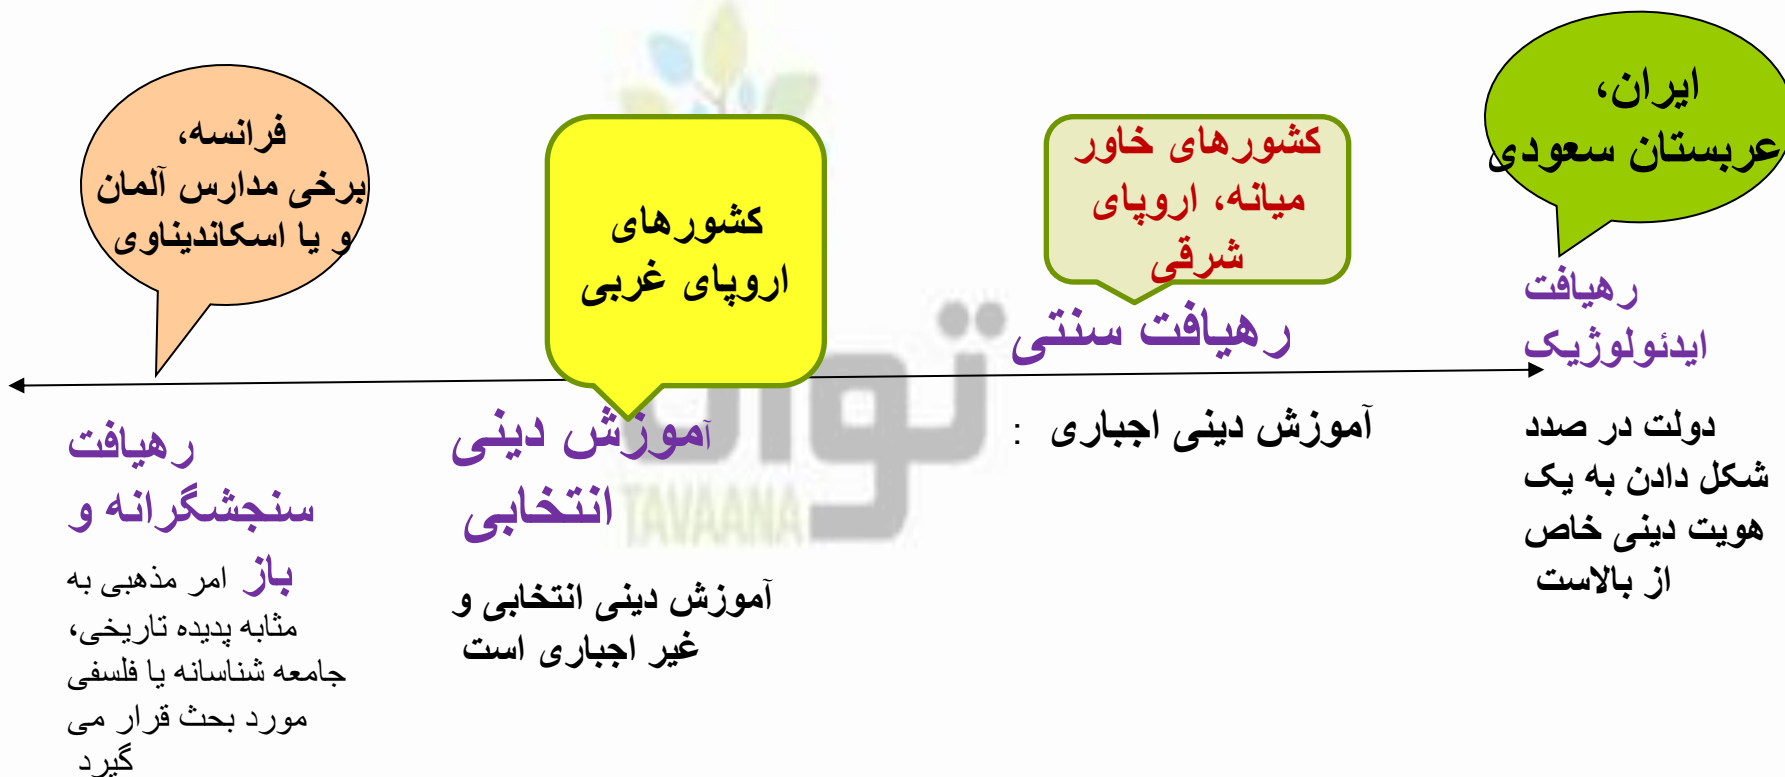 ایران،
عربستان سعودی
رهیافت
ایدئولوژیک
دولت در صدد
شکل دادن به یک
هویت دینی خاص
از بالاست
کشورهای خاور
میانه، اروپای
شرقی
رهیافت سنتی
آموزش دینی اجباری :
کشورهای
اروپای غربی
آموزش دینی
انتخابی
آموزش دینی انتخابی و
غیر اجباری است
فرانسه،
برخی مدارس آلمان
و یا اسکاندیناوی
رهیافت
سنجشگرانه و
باز امر مذهبی به
مثابه پدیده تاریخی،
جامعه شناسانه یا فلسفی
مورد بحث قرار می
گیرد
توانا
TAVAANA